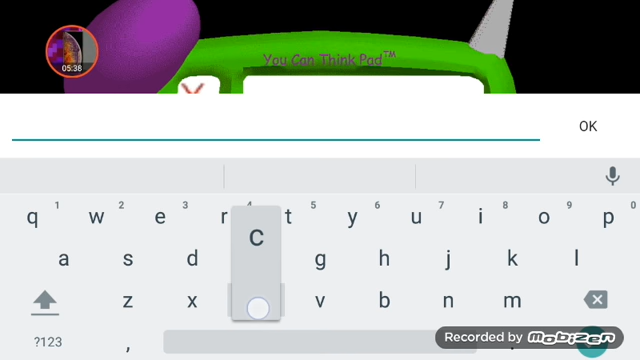 05:38
You Can Think Pad™
OK
1 2 3 4 5 6 7 8 9 0
q w e r t y u i o p
c
a s d g h j k l
z x v b n m
?123 ,
Recorded by Mobizen